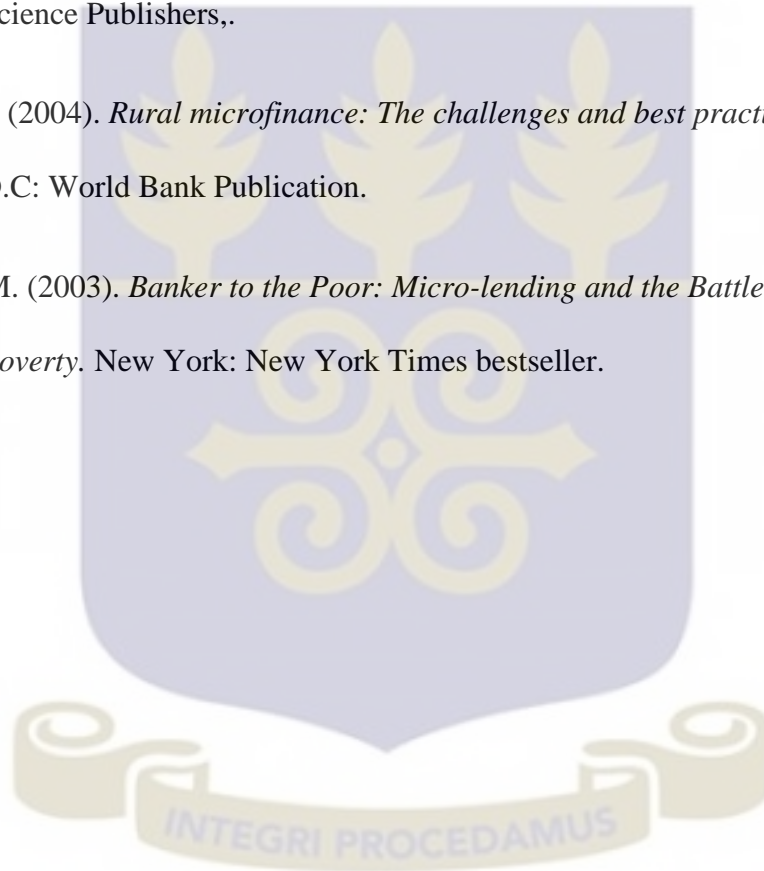 cience Publishers,.
(2004). Rural microfinance: The challenges and best practi
.C: World Bank Publication.
M. (2003). Banker to the Poor: Micro-lending and the Battle
overty. New York: New York Times bestseller.
INTEGRI PROCEDAMUS